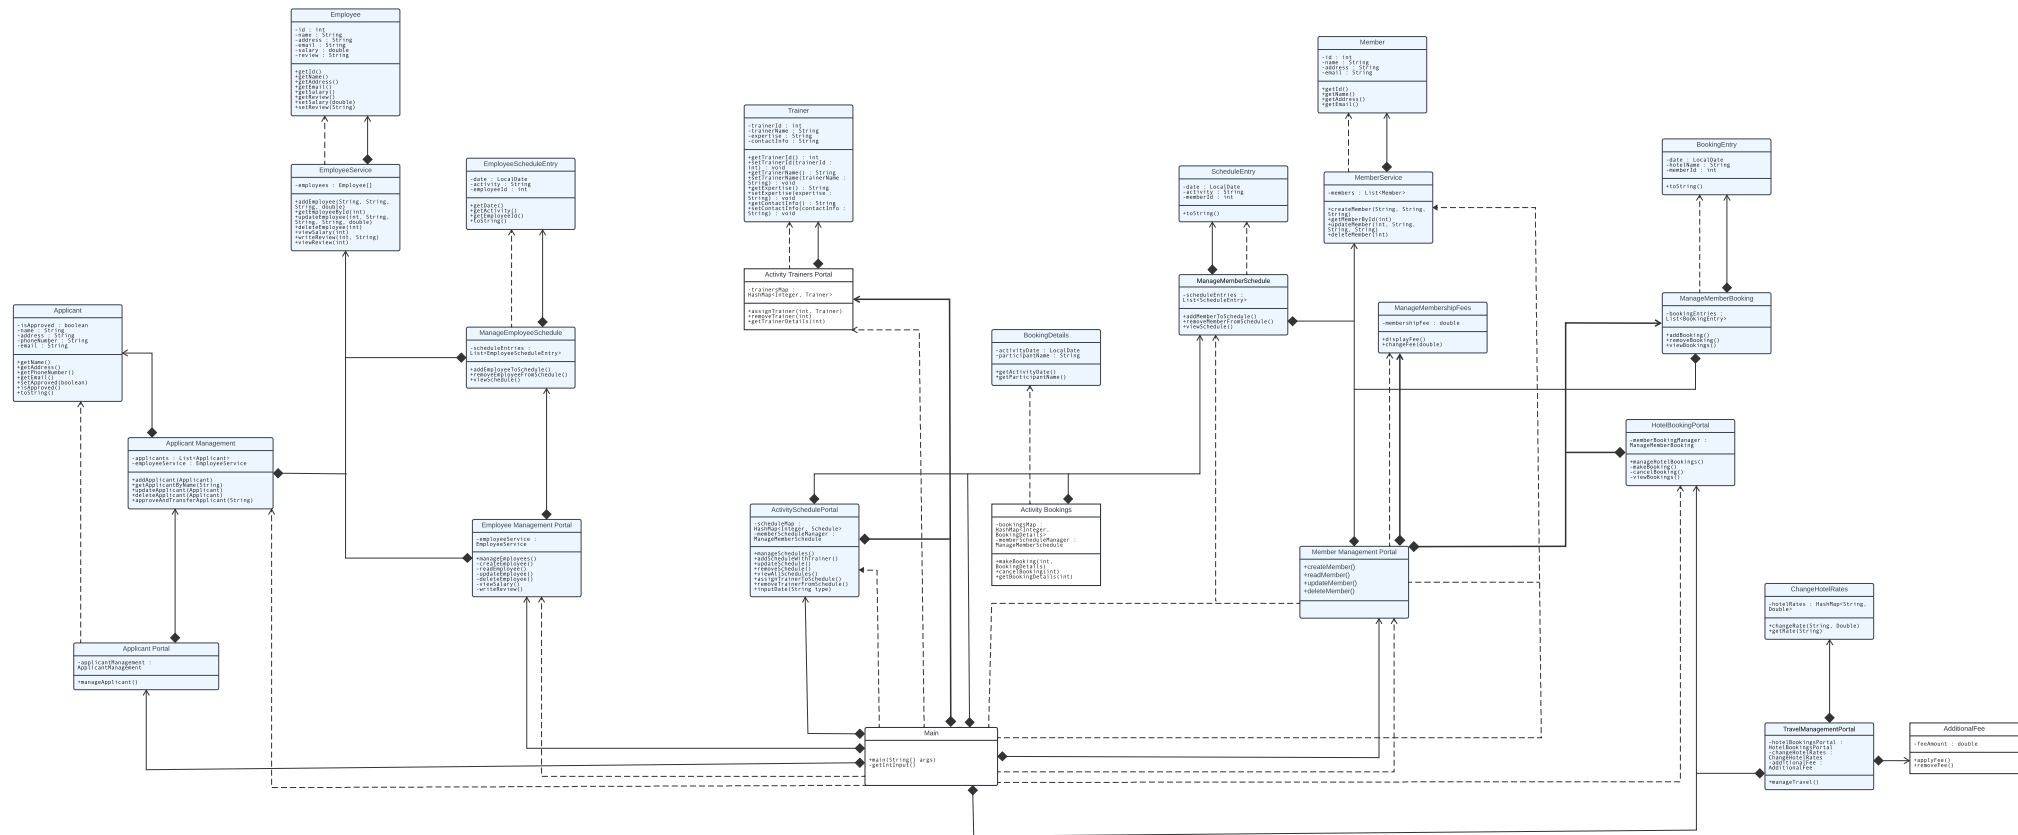 Employee
-id : int
-name : String
-address : String
-email : String
-salary : double
-review : String
+getId()
+getName()
+getAddress()
+getEmail()
+getSalary()
+getReview()
+setSalary(double)
+setReview(String)
EmployeeService
-employees : Employee[]
+addEmployee(String, String,
String, double)
+getEmployeeById(int)
+updateEmployee(int, String,
String, String, double)
+deleteEmployee(int)
+viewSalary(int)
+writeReview(int, String)
+viewReview(int)
EmployeeScheduleEntry
-date : LocalDate
-activity : String
-employeeId : int
+getDate()
+getActivity()
+getEmployeeId()
+toString()
ManageEmployeeSchedule
-scheduleEntries :
List<EmployeeScheduleEntry>
+addEmployeeToSchedule()
+removeEmployeeFromSchedule()
+viewSchedule()
Applicant
-isApproved : boolean
-name : String
-address : String
-phoneNumber : String
-email : String
+getName()
+getAddress()
+getPhoneNumber()
+getEmail()
+setApproved(boolean)
+isApproved()
+toString()
Applicant Management
-applicants : List<Applicant>
-employeeService : EmployeeService
+addApplicant(Applicant)
+getApplicantByName(String)
+updateApplicant(Applicant)
+deleteApplicant(Applicant)
+approveAndTransferApplicant(String)
Employee Management Portal
-employeeService :
EmployeeService
+manageEmployees()
-createEmployee()
-readEmployee()
-updateEmployee()
-deleteEmployee()
-viewSalary()
-writeReview()
Applicant Portal
-applicantManagement :
ApplicantManagement
+manageApplicant()
Trainer
-trainerId : int
-trainerName : String
-expertise : String
-contactInfo : String
+getTrainerId() : int
+setTrainerId(trainerId :
int) : void
+getTrainerName() : String
+setTrainerName(trainerName :
String) : void
+getExpertise() : String
+setExpertise(expertise :
String) : void
+getContactInfo() : String
+setContactInfo(contactInfo :
String) : void
Activity Trainers Portal
-trainersMap :
HashMap<Integer, Trainer>
+assignTrainer(int, Trainer)
+removeTrainer(int)
+getTrainerDetails(int)
BookingDetails
-activityDate : LocalDate
-participantName : String
+getActivityDate()
+getParticipantName()
ActivitySchedulePortal
-scheduleMap :
HashMap<Integer, Schedule>
-memberScheduleManager :
ManageMemberSchedule
+manageSchedules()
+addScheduleWithTrainer()
+updateSchedule()
+removeSchedule()
+viewAllSchedules()
+assignTrainerToSchedule()
+removeTrainerFromSchedule()
+inputDate(String type)
Activity Bookings
-bookingsMap :
HashMap<Integer,
BookingDetails>
-memberScheduleManager :
ManageMemberSchedule
+makeBooking(int,
BookingDetails)
+cancelBooking(int)
+getBookingDetails(int)
Main
+main(String[] args)
-getIntInput()
Member
-id : int
-name : String
-address : String
-email : String
+getId()
+getName()
+getAddress()
+getEmail()
ScheduleEntry
-date : LocalDate
-activity : String
-memberId : int
+toString()
MemberService
-members : List<Member>
+createMember(String, String,
String)
+getMemberById(int)
+updateMember(int, String,
String, String)
+deleteMember(int)
ManageMemberSchedule
-scheduleEntries :
List<ScheduleEntry>
+addMemberToSchedule()
+removeMemberFromSchedule()
+viewSchedule()
ManageMembershipFees
-membershipFee : double
+displayFee()
+changeFee(double)
BookingEntry
-date : LocalDate
-hotelName : String
-memberId : int
+toString()
ManageMemberBooking
-bookingEntries :
List<BookingEntry>
+addBooking()
+removeBooking()
+viewBookings()
HotelBookingPortal
-memberBookingManager :
ManageMemberBooking
+manageHotelBookings()
-makeBooking()
-cancelBooking()
-viewBookings()
Member Management Portal
+createMember()
+readMember()
+updateMember()
+deleteMember()
ChangeHotelRates
-hotelRates : HashMap<String,
Double>
+changeRate(String, Double)
+getRate(String)
TravelManagementPortal
-hotelBookingsPortal :
HotelBookingsPortal
-changeHotelRates :
ChangeHotelRates
-additionalFee :
AdditionalFee
+manageTravel()
AdditionalFee
-feeAmount : double
+applyFee()
+removeFee()